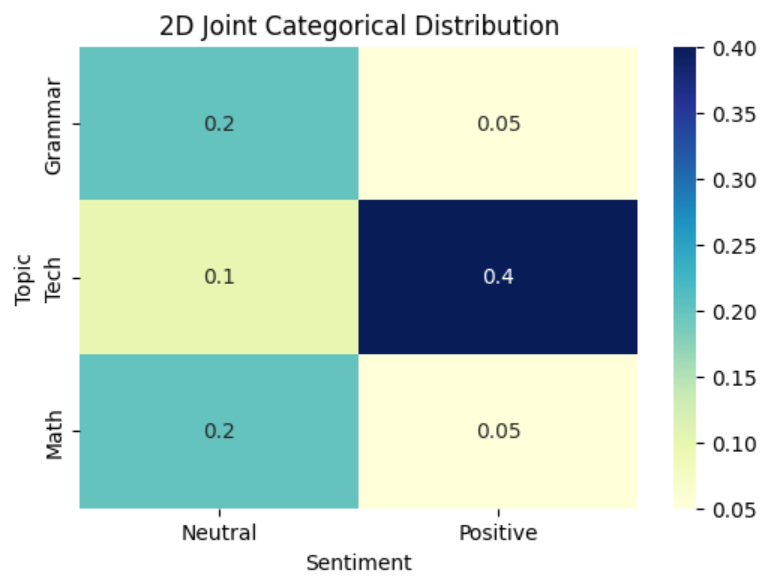 2D Joint Categorical Distribution
Grammar
Tech
Math
Topic
0.2
0.05
0.1
0.4
0.2
0.05
Neutral
Positive
Sentiment
0.40
0.35
0.30
0.25
0.20
0.15
0.10
0.05